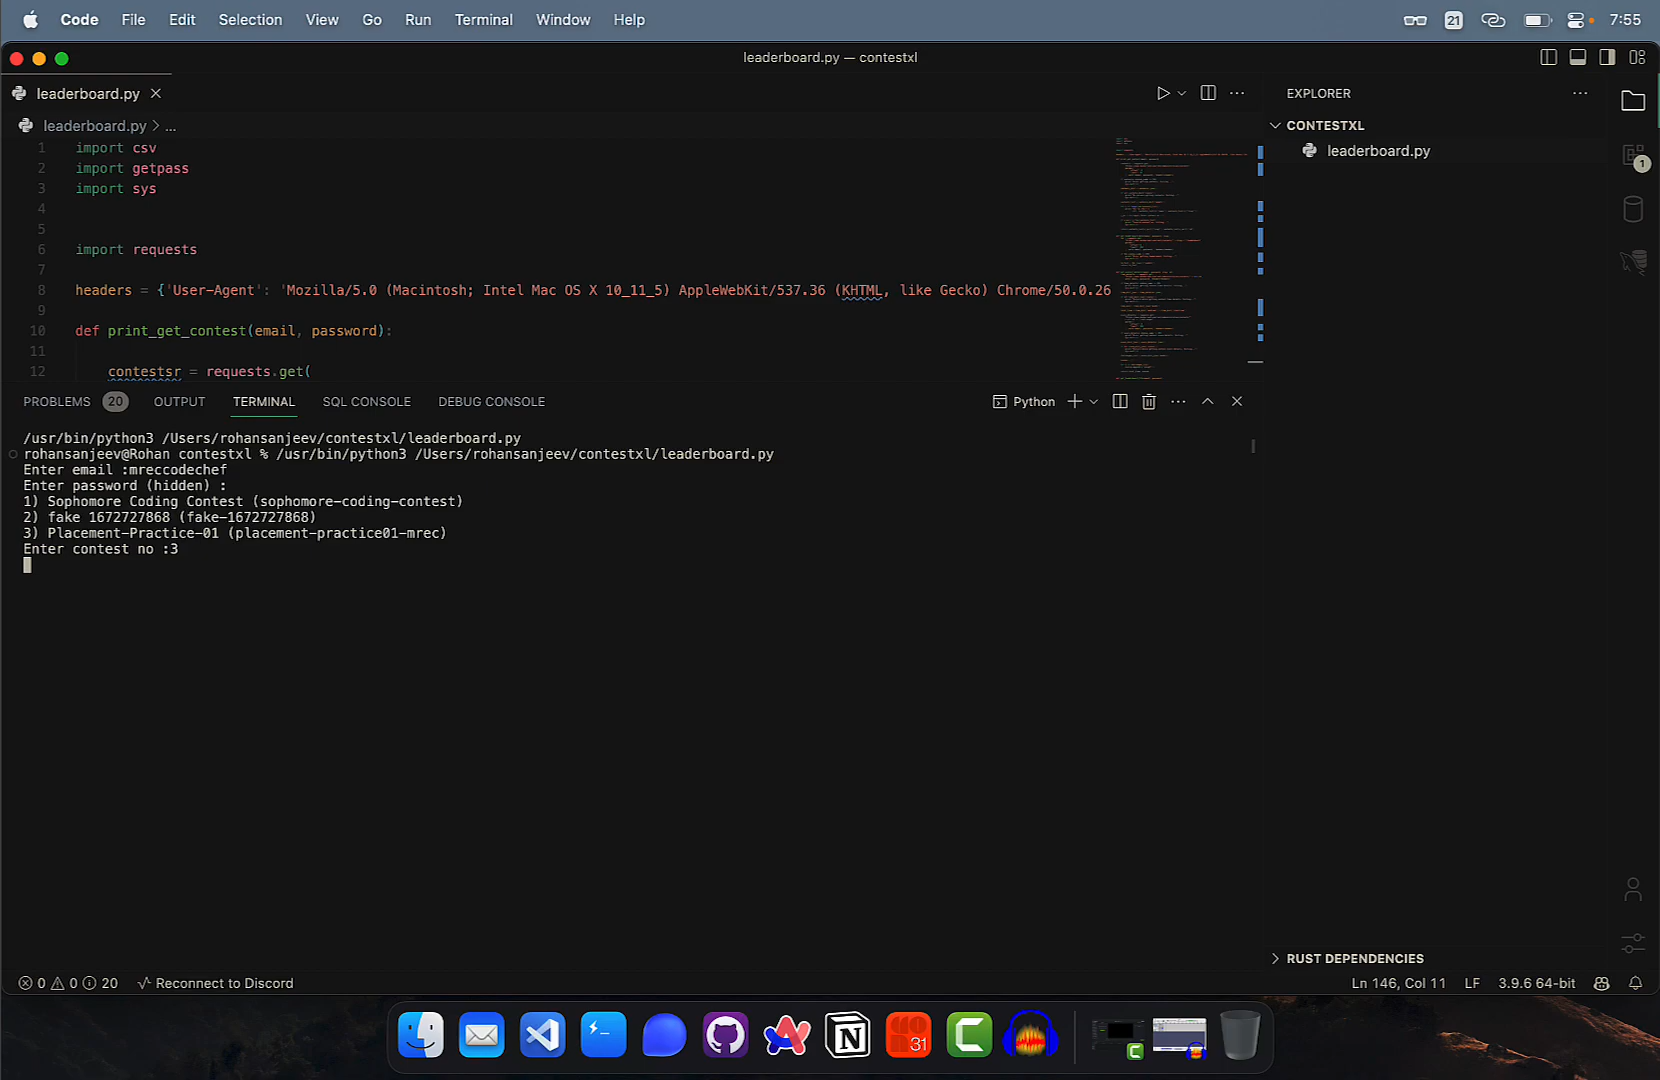 Code File Edit Selection View Go Run Terminal Window Help 21 7:55
leaderboard.py — contestxl
leaderboard.py
leaderboard.py > ...
1 import csv
2 import getpass
3 import sys
4
5
6 import requests
7
8 headers = {'User-Agent': 'Mozilla/5.0 (Macintosh; Intel Mac OS X 10_11_5) AppleWebKit/537.36 (KHTML, like Gecko) Chrome/50.0.26
9
10 def print_get_contest(email, password):
11
12 contestsr = requests.get(
EXPLORER
CONTESTXL
leaderboard.py
1
PROBLEMS 20 OUTPUT TERMINAL SQL CONSOLE DEBUG CONSOLE Python
/usr/bin/python3 /Users/rohansanjeev/contestxl/leaderboard.py
rohansanjeev@Rohan contestxl % /usr/bin/python3 /Users/rohansanjeev/contestxl/leaderboard.py
Enter email :mreccodechef
Enter password (hidden) :
1) Sophomore Coding Contest (sophomore-coding-contest)
2) fake 1672727868 (fake-1672727868)
3) Placement-Practice-01 (placement-practice01-mrec)
Enter contest no :3
RUST DEPENDENCIES
0 0 20 Reconnect to Discord Ln 146, Col 11 LF 3.9.6 64-bit
31